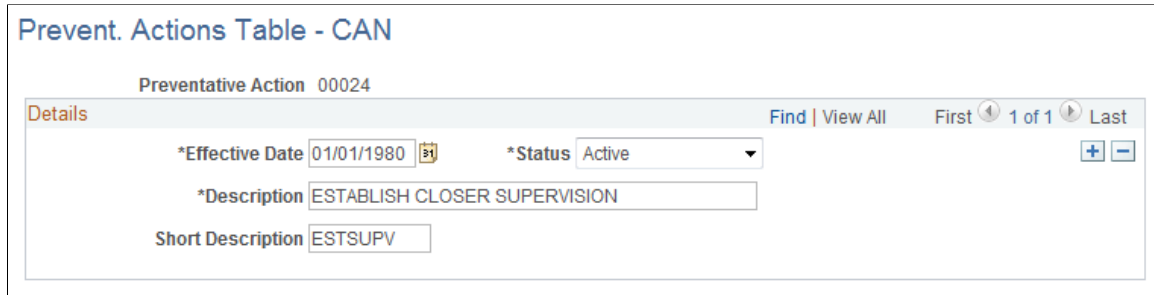 Prevent. Actions Table - CAN
Preventative Action 00024
Details Find | View All First 1 of 1 Last
*Effective Date 01/01/1980 31 *Status Active
*Description ESTABLISH CLOSER SUPERVISION
Short Description ESTSUPV